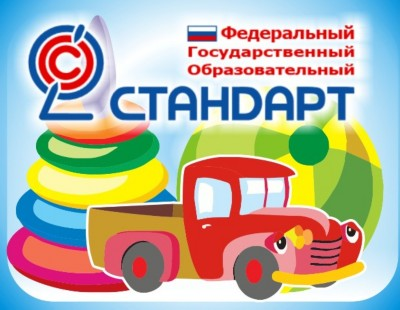 Федеральный
Государственный
Образовательный
СТАНДАРТ